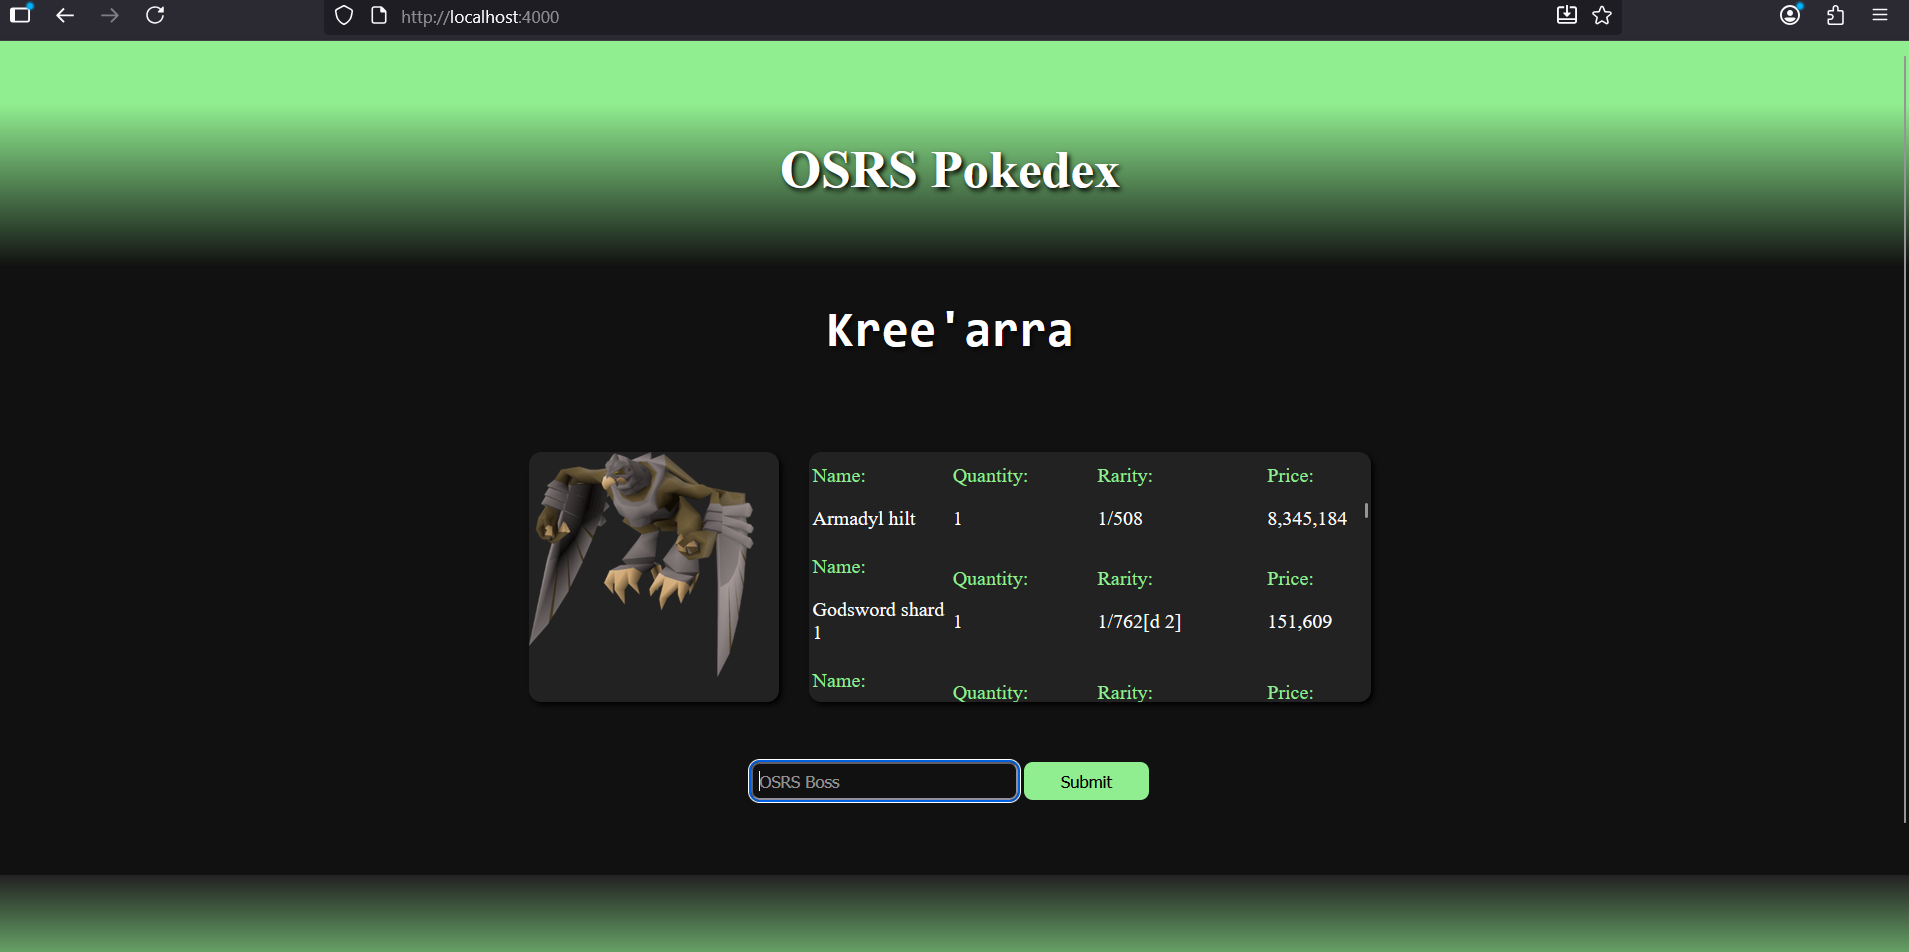 http://localhost:4000
OSRS Pokedex
Kree'arra
Name: Quantity: Rarity: Price:
Armadyl hilt 1 1/508 8,345,184
Name: Quantity: Rarity: Price:
Godsword shard 1 1 1/762[d 2] 151,609
Name: Quantity: Rarity: Price:
OSRS Boss Submit